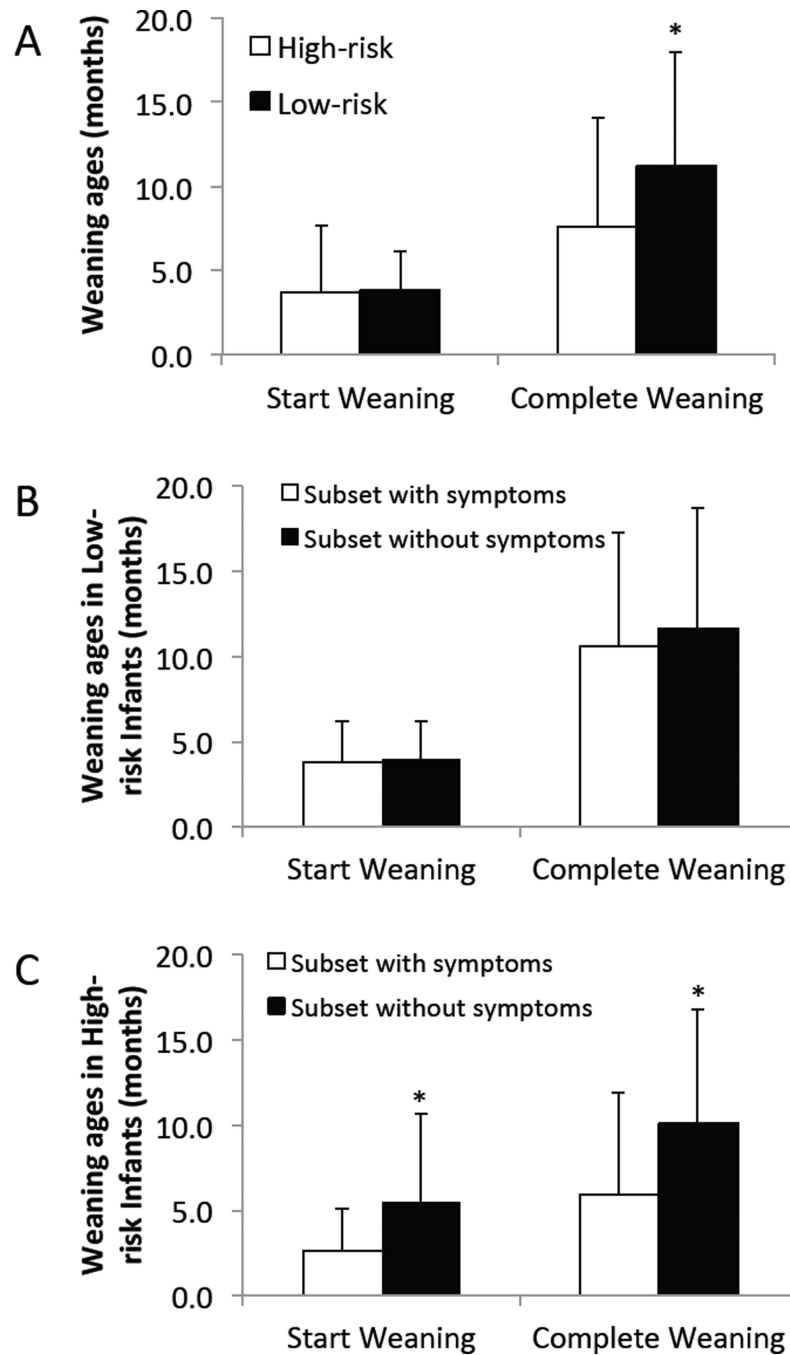 A
Weaning ages (months)
20.0
15.0
10.0
5.0
0.0
High-risk
Low-risk
*
Start Weaning
Complete Weaning
B
Weaning ages in Low-
risk Infants (months)
20.0
15.0
10.0
5.0
0.0
Subset with symptoms
Subset without symptoms
Start Weaning
Complete Weaning
C
Weaning ages in High-
risk Infants (months)
20.0
15.0
10.0
5.0
0.0
Subset with symptoms
Subset without symptoms
*
*
Start Weaning
Complete Weaning